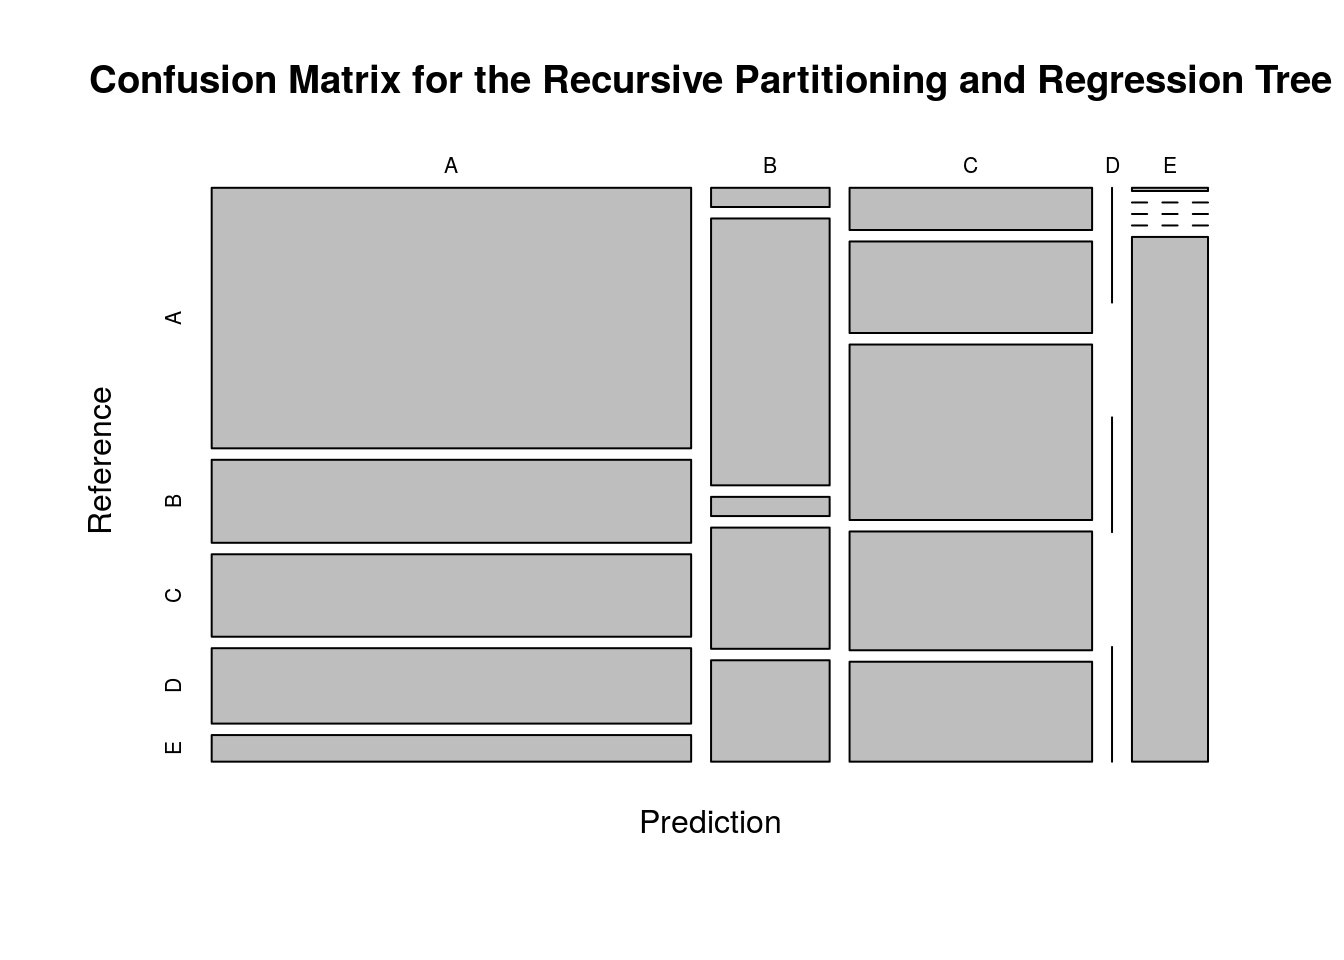 Confusion Matrix for the Recursive Partitioning and Regression Tree
A B C D E
Reference
A
B
C
D
E
Prediction